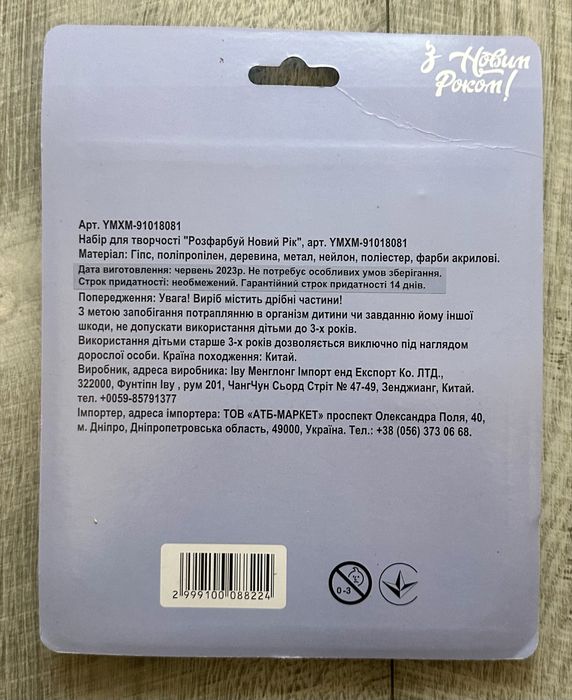 З Новим
Роком!
Арт. YMXM-91018081
Набір для творчості "Розфарбуй Новий Рік", арт. YMXM-91018081
Матеріал: Гіпс, поліпропілен, деревина, метал, нейлон, поліестер, фарби акрилові.
Дата виготовлення: червень 2023р. Не потребує особливих умов зберігання.
Строк придатності: необмежений. Гарантійний строк придатності 14 днів.
Попередження: Увага! Виріб містить дрібні частини!
З метою запобігання потраплянню в організм дитини чи завданню йому іншої
шкоди, не допускати використання дітьми до 3-х років.
Використання дітьми старше 3-х років дозволяється виключно під наглядом
дорослої особи. Країна походження: Китай.
Виробник, адреса виробника: Іву Менглонг Імпорт енд Експорт Ко. ЛТД.,
322000, Фунтіпн Іву , рум 201, ЧангЧун Сьорд Стріт № 47-49, Зенджианг, Китай.
тел. +0059-85791377
Імпортер, адреса імпортера: ТОВ «АТБ-МАРКЕТ» проспект Олександра Поля, 40,
м. Дніпро, Дніпропетровська область, 49000, Україна. Тел.: +38 (056) 373 06 68.
2 999100 088224
0-3